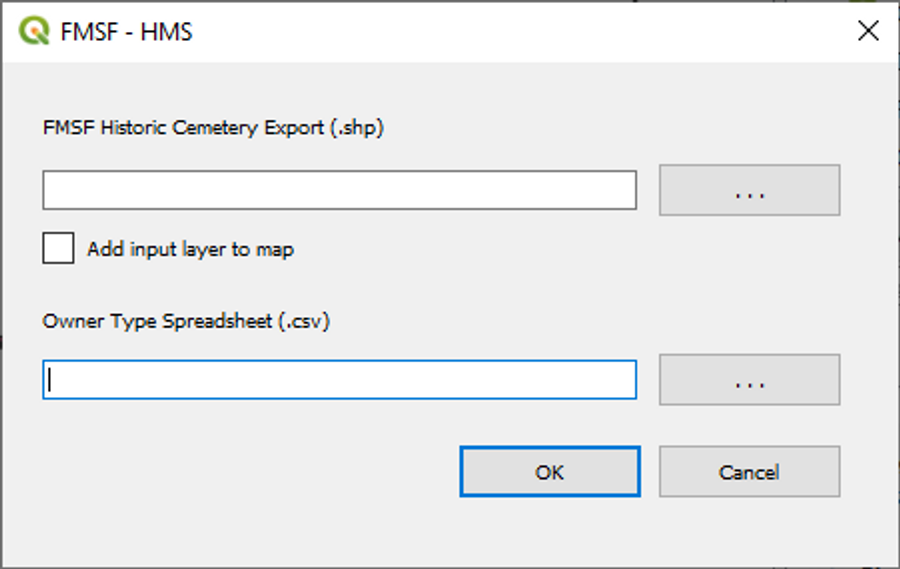 FMSF - HMS
FMSF Historic Cemetery Export (.shp)
...
Add input layer to map
Owner Type Spreadsheet (.csv)
...
OK
Cancel